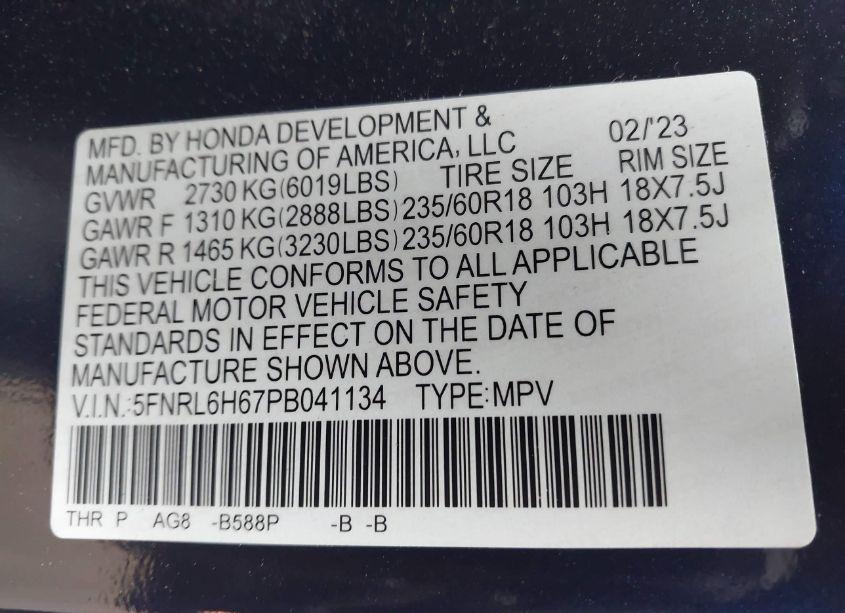 MFD. BY HONDA DEVELOPMENT &
MANUFACTURING OF AMERICA, LLC 02/'23
GVWR 2730 KG(6019LBS) TIRE SIZE RIM SIZE
GAWR F 1310 KG(2888LBS) 235/60R18 103H 18X7.5J
GAWR R 1465 KG(3230LBS) 235/60R18 103H 18X7.5J
THIS VEHICLE CONFORMS TO ALL APPLICABLE
FEDERAL MOTOR VEHICLE SAFETY
STANDARDS IN EFFECT ON THE DATE OF
MANUFACTURE SHOWN ABOVE.
V.I.N.:5FNRL6H67PB041134 TYPE:MPV
THR P AG8 -B588P -B -B